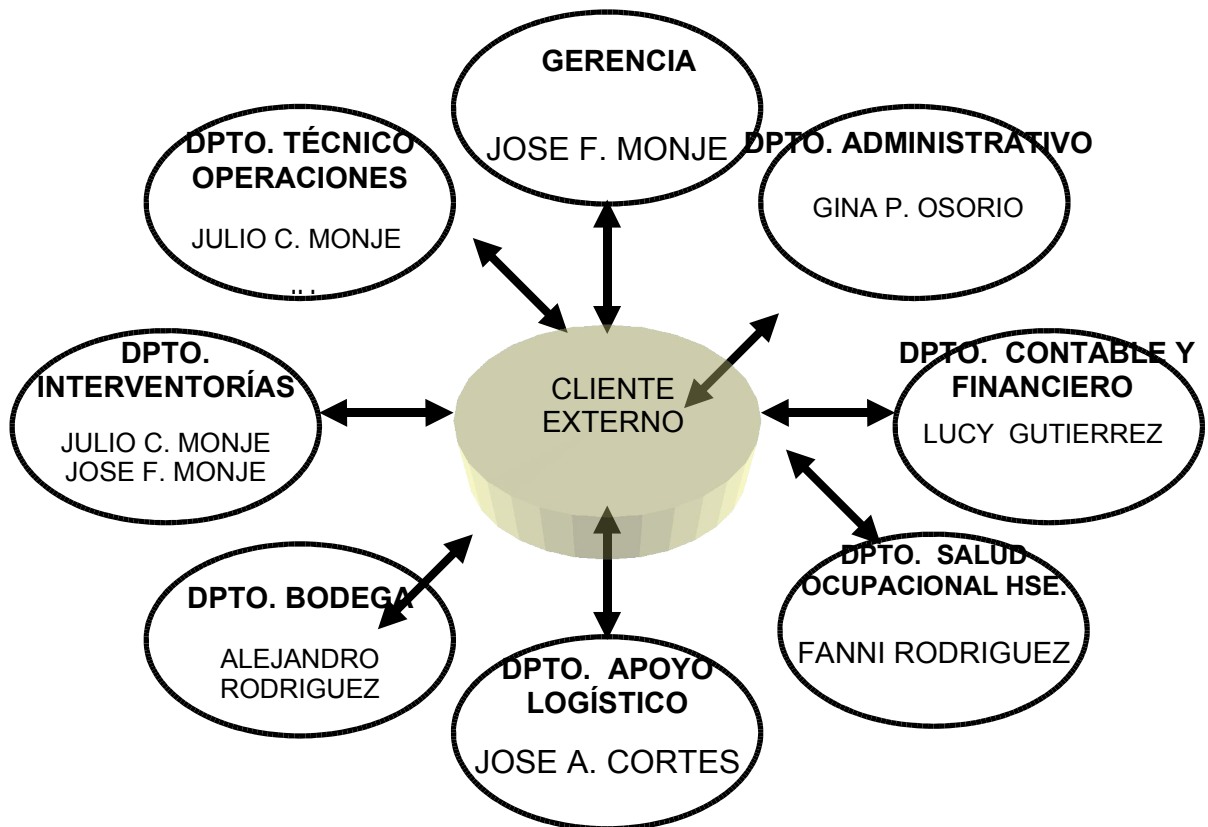 GERENCIA
JOSE F. MONJE
DPTO. ADMINISTRATIVO
GINA P. OSORIO
DPTO. CONTABLE Y
FINANCIERO
LUCY GUTIERREZ
DPTO. SALUD
OCUPACIONAL HSE.
FANNI RODRIGUEZ
DPTO. APOYO
LOGÍSTICO
JOSE A. CORTES
DPTO. BODEGA
ALEJANDRO
RODRIGUEZ
DPTO.
INTERVENTORÍAS
JULIO C. MONJE
JOSE F. MONJE
DPTO. TÉCNICO
OPERACIONES
JULIO C. MONJE
CLIENTE
EXTERNO